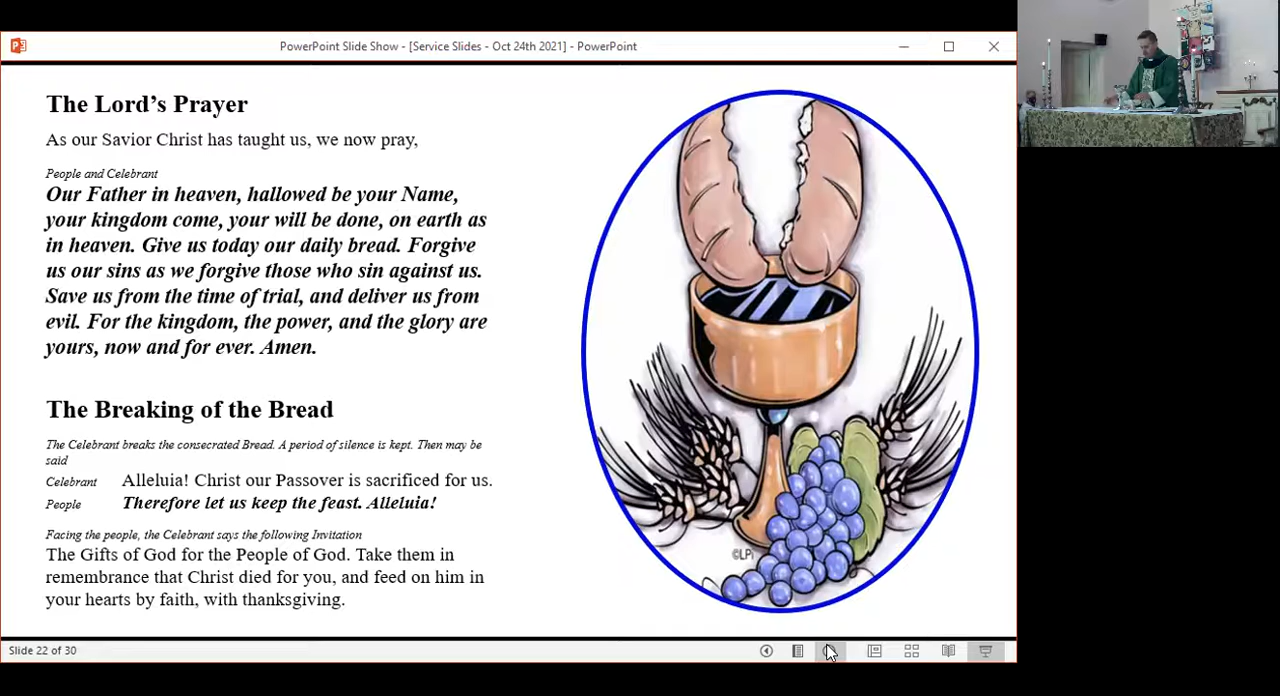 PowerPoint Slide Show - [Service Slides - Oct 24th 2021] - PowerPoint
The Lord’s Prayer
As our Savior Christ has taught us, we now pray,
People and Celebrant
Our Father in heaven, hallowed be your Name,
your kingdom come, your will be done, on earth as
in heaven. Give us today our daily bread. Forgive
us our sins as we forgive those who sin against us.
Save us from the time of trial, and deliver us from
evil. For the kingdom, the power, and the glory are
yours, now and for ever. Amen.
The Breaking of the Bread
The Celebrant breaks the consecrated Bread. A period of silence is kept. Then may be
said
Celebrant Alleluia! Christ our Passover is sacrificed for us.
People Therefore let us keep the feast. Alleluia!
Facing the people, the Celebrant says the following Invitation
The Gifts of God for the People of God. Take them in
remembrance that Christ died for you, and feed on him in
your hearts by faith, with thanksgiving.
©LPi
Slide 22 of 30